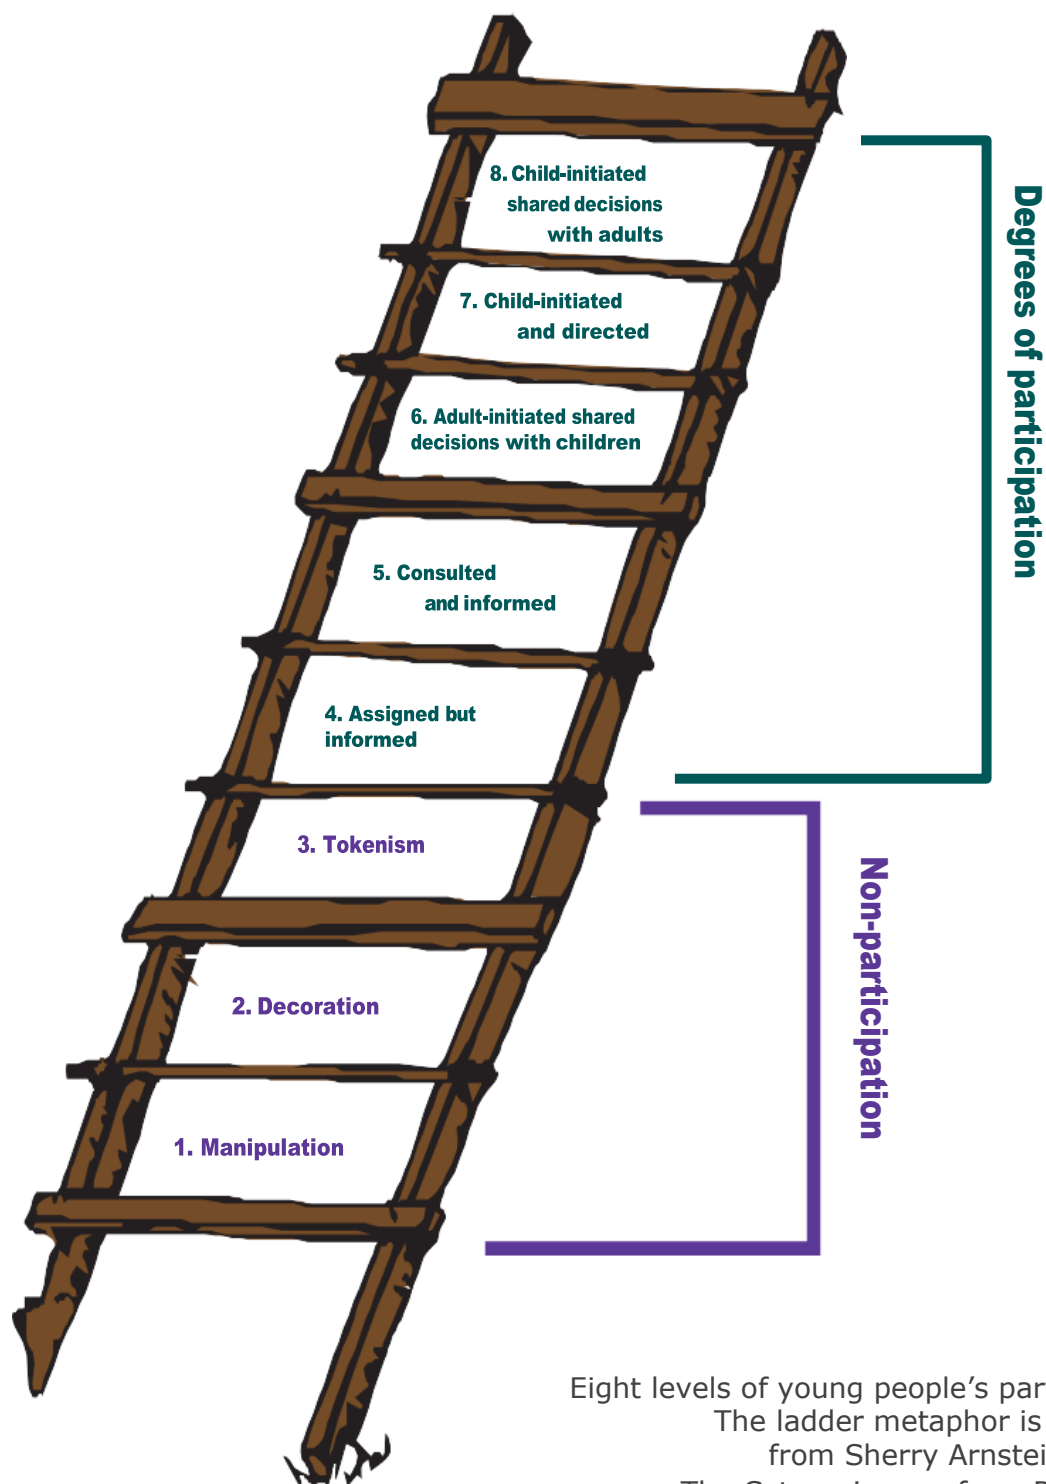 8. Child-initiated
shared decisions
with adults
7. Child-initiated
and directed
6. Adult-initiated shared
decisions with children
5. Consulted
and informed
4. Assigned but
informed
3. Tokenism
2. Decoration
1. Manipulation
Degrees of participation
Non-participation
Eight levels of young people’s par
The ladder metaphor is
from Sherry Arnstei